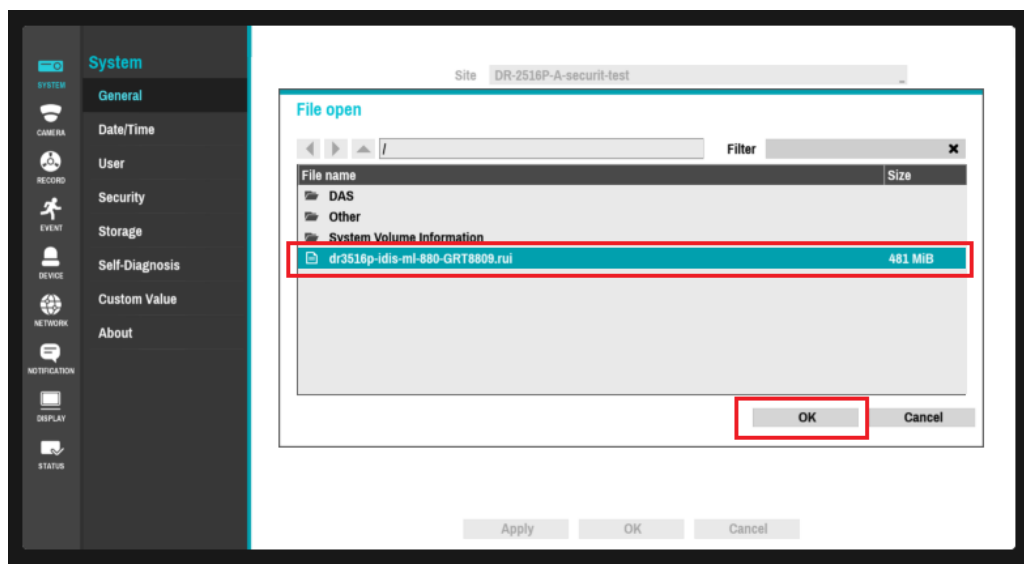 System
SYSTEM
General
CAMERA
Date/Time
RECORD
User
EVENT
Security
DEVICE
Storage
NETWORK
Self-Diagnosis
NOTIFICATION
Custom Value
DISPLAY
About
STATUS
Site DR-2516P-A-securit-test ...
File open
/ Filter
File name Size
DAS
Other
System Volume Information
dr3516p-idis-ml-880-GRT8809.rui 481 MiB
OK Cancel
Apply OK Cancel